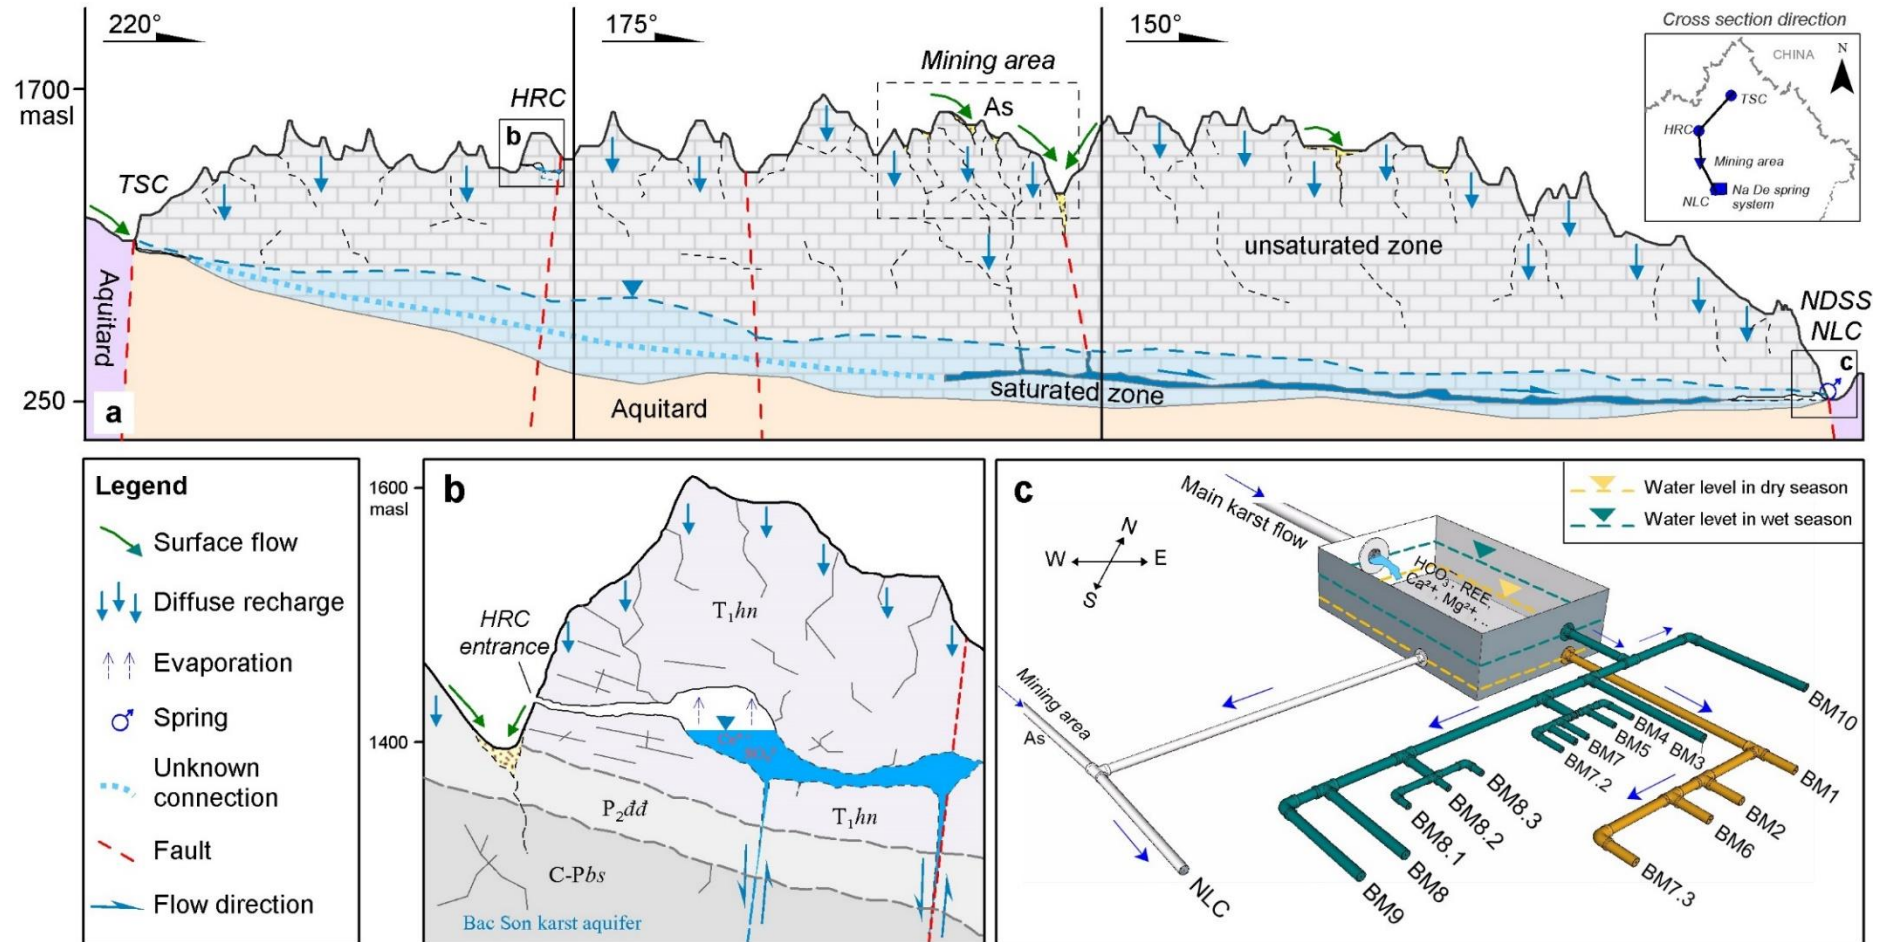 220°
175°
150°
Cross section direction
N
CHINA
TSC
HRC
Mining area
Na De spring
system
NLC
1700
masl
HRC
b
Mining area
As
TSC
unsaturated zone
NDSS
NLC
c
Aquitard
250
a
Aquitard
saturated zone
Legend
Surface flow
Diffuse recharge
Evaporation
Spring
Unknown
connection
Fault
Flow direction
1600
masl
b
T₁hn
HRC
entrance
1400
P₂đđ
T₁hn
C-Pbs
Bac Son karst aquifer
c
Water level in dry season
Water levet in wet season
Main karst flow
N
W E
S
HCO₃⁻, REE,
Ca²⁺, Mg²⁺,..
Mining area
As
BM10
BM4
BM3
BM5
BM7
BM7.2
BM1
BM2
BM6
BM7.3
BM8.3
BM8.2
BM8.1
BM8
BM9
NLC